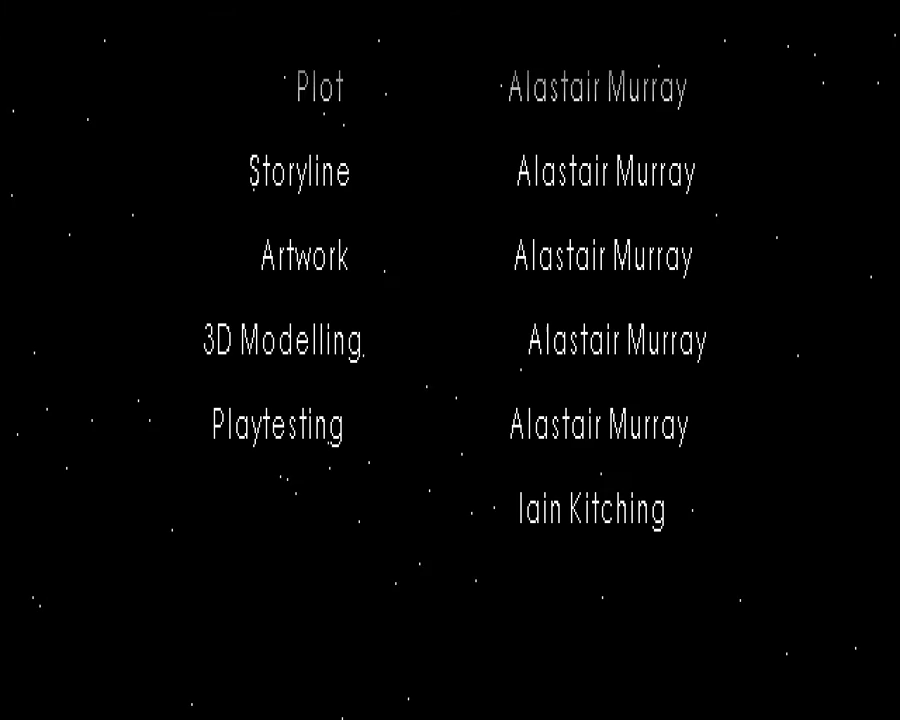 Plot Alastair Murray
Storyline Alastair Murray
Artwork Alastair Murray
3D Modelling Alastair Murray
Playtesting Alastair Murray
Iain Kitching